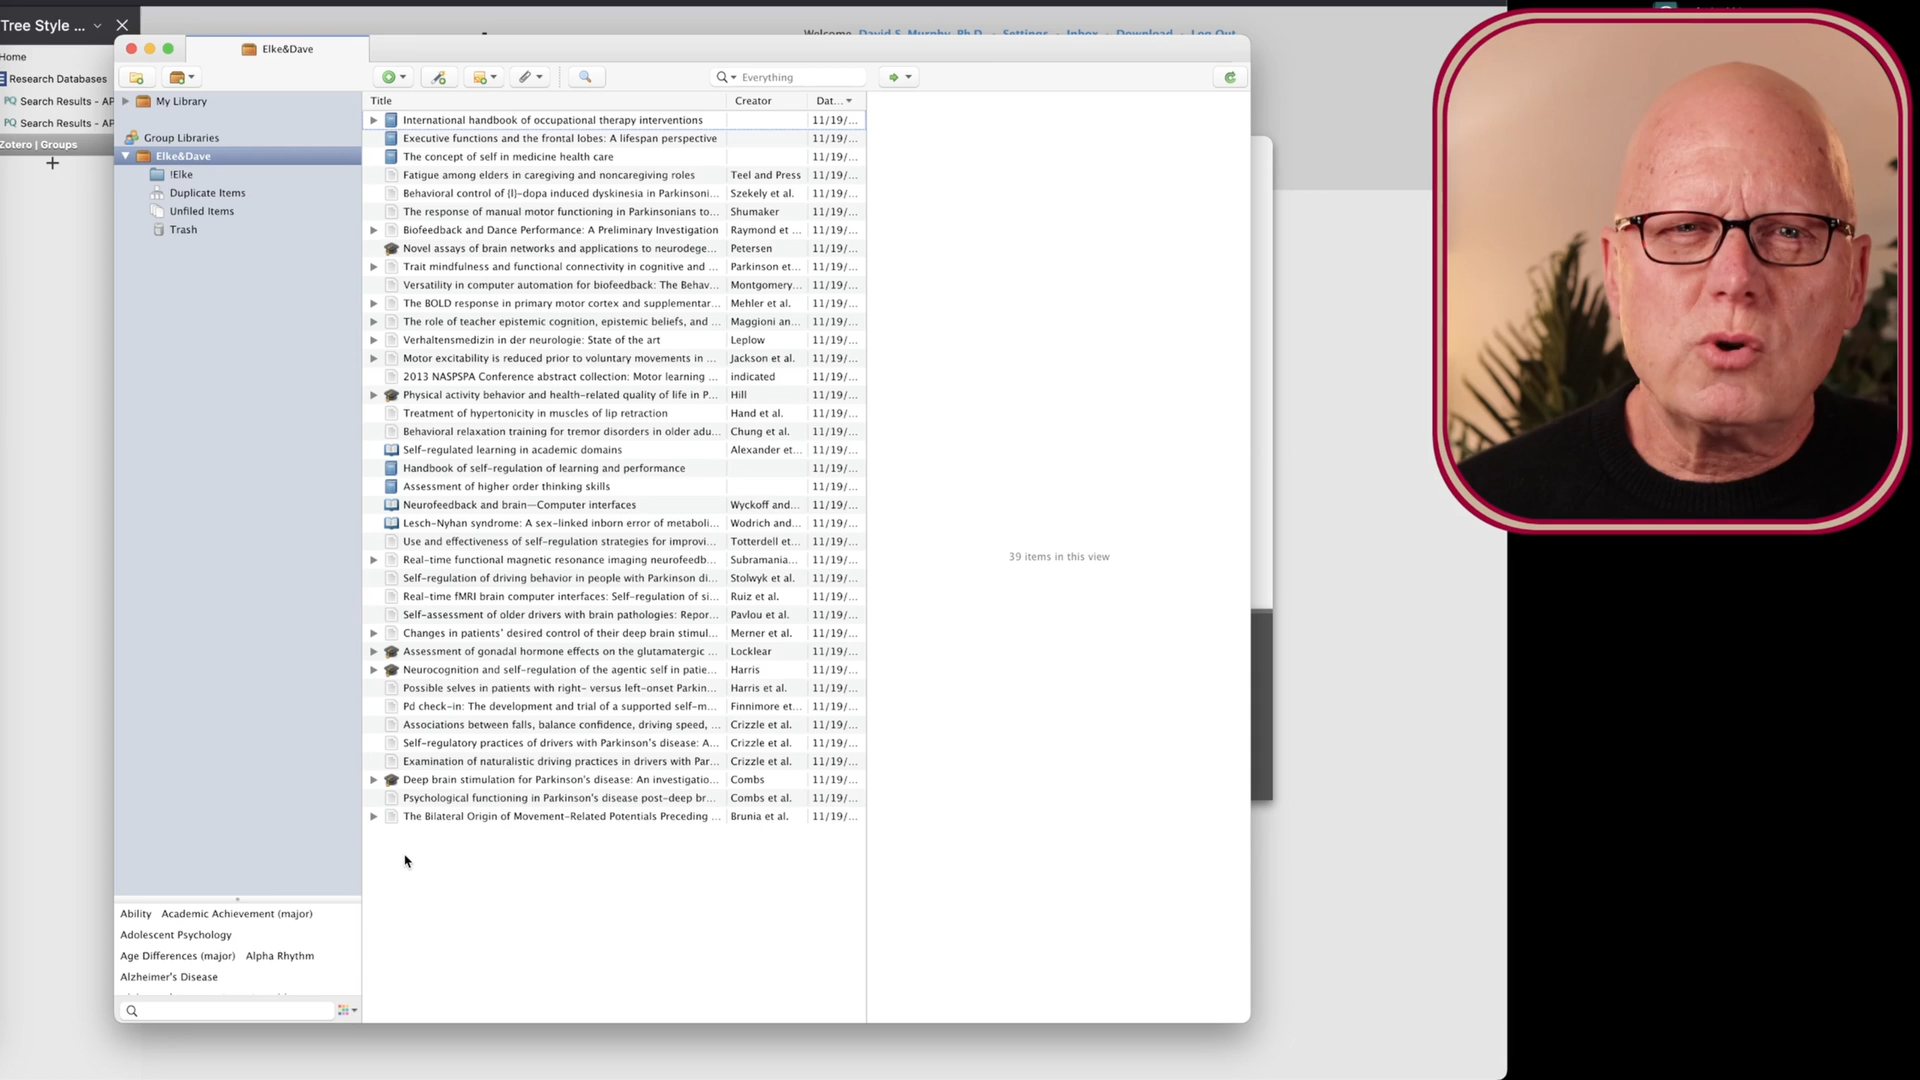 Tree Style ...
Welcome David S. Murphy, Ph.D. Settings Inbox Download Log Out
Home
Research Databases
Search Results - AP
Search Results - AP
Zotero | Groups
Elke&Dave
Everything
My Library
Group Libraries
Elke&Dave
!Elke
Duplicate Items
Unfiled Items
Trash
Title Creator Dat...
International handbook of occupational therapy interventions 11/19/...
Executive functions and the frontal lobes: A lifespan perspective 11/19/...
The concept of self in medicine health care 11/19/...
Fatigue among elders in caregiving and noncaregiving roles Teel and Press 11/19/...
Behavioral control of {l}-dopa induced dyskinesia in Parkinsoni... Szekely et al. 11/19/...
The response of manual motor functioning in Parkinsonians to... Shumaker 11/19/...
Biofeedback and Dance Performance: A Preliminary Investigation Raymond et ... 11/19/...
Novel assays of brain networks and applications to neurodege... Petersen 11/19/...
Trait mindfulness and functional connectivity in cognitive and ... Parkinson et... 11/19/...
Versatility in computer automation for biofeedback: The Behav... Montgomery... 11/19/...
The BOLD response in primary motor cortex and supplementar... Mehler et al. 11/19/...
The role of teacher epistemic cognition, epistemic beliefs, and ... Maggioni an... 11/19/...
Verhaltensmedizin in der neurologie: State of the art Leplow 11/19/...
Motor excitability is reduced prior to voluntary movements in ... Jackson et al. 11/19/...
2013 NASPSPA Conference abstract collection: Motor learning ... indicated 11/19/...
Physical activity behavior and health-related quality of life in P... Hill 11/19/...
Treatment of hypertonicity in muscles of lip retraction Hand et al. 11/19/...
Behavioral relaxation training for tremor disorders in older adu... Chung et al. 11/19/...
Self-regulated learning in academic domains Alexander et... 11/19/...
Handbook of self-regulation of learning and performance 11/19/...
Assessment of higher order thinking skills 11/19/...
Neurofeedback and brain—Computer interfaces Wyckoff and... 11/19/...
Lesch-Nyhan syndrome: A sex-linked inborn error of metaboli... Wodrich and... 11/19/...
Use and effectiveness of self-regulation strategies for improvi... Totterdell et... 11/19/...
Real-time functional magnetic resonance imaging neurofeedb... Subramania... 11/19/...
Self-regulation of driving behavior in people with Parkinson di... Stolwyk et al. 11/19/...
Real-time fMRI brain computer interfaces: Self-regulation of si... Ruiz et al. 11/19/...
Self-assessment of older drivers with brain pathologies: Repor... Pavlou et al. 11/19/...
Changes in patients' desired control of their deep brain stimul... Merner et al. 11/19/...
Assessment of gonadal hormone effects on the glutamatergic ... Locklear 11/19/...
Neurocognition and self-regulation of the agentic self in patie... Harris 11/19/...
Possible selves in patients with right- versus left-onset Parkin... Harris et al. 11/19/...
Pd check-in: The development and trial of a supported self-m... Finnimore et... 11/19/...
Associations between falls, balance confidence, driving speed, ... Crizzle et al. 11/19/...
Self-regulatory practices of drivers with Parkinson's disease: A... Crizzle et al. 11/19/...
Examination of naturalistic driving practices in drivers with Par... Crizzle et al. 11/19/...
Deep brain stimulation for Parkinson's disease: An investigatio... Combs 11/19/...
Psychological functioning in Parkinson's disease post-deep br... Combs et al. 11/19/...
The Bilateral Origin of Movement-Related Potentials Preceding ... Brunia et al. 11/19/...
39 items in this view
Ability Academic Achievement (major)
Adolescent Psychology
Age Differences (major) Alpha Rhythm
Alzheimer's Disease